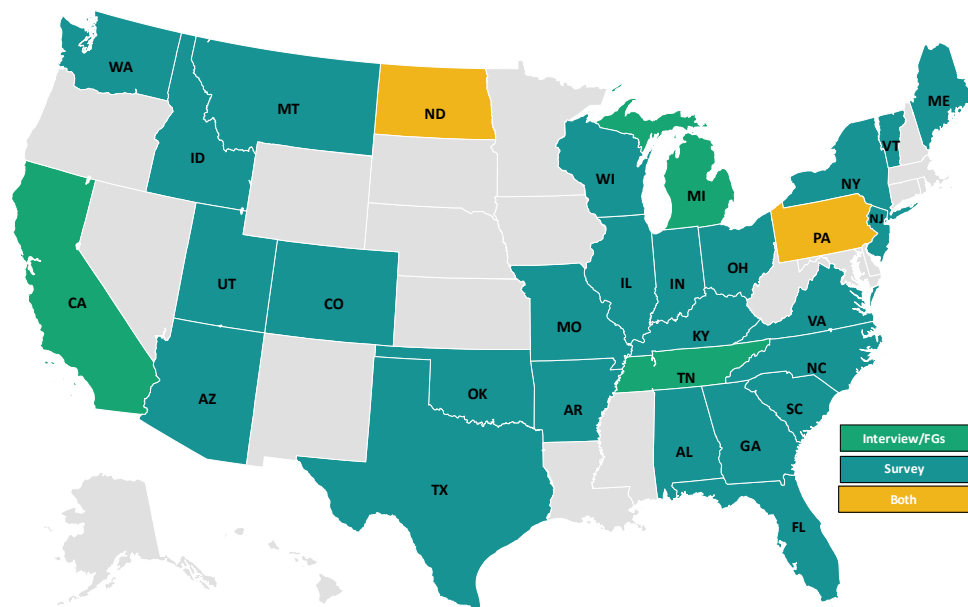 WA
MT
ND
ME
ID
VT
WI
NY
MI
NJ
PA
OH
UT
IL
IN
CA
CO
MO
VA
KY
NC
TN
OK
AZ
AR
SC
GA
AL
TX
FL
Interview/FGs
Survey
Both